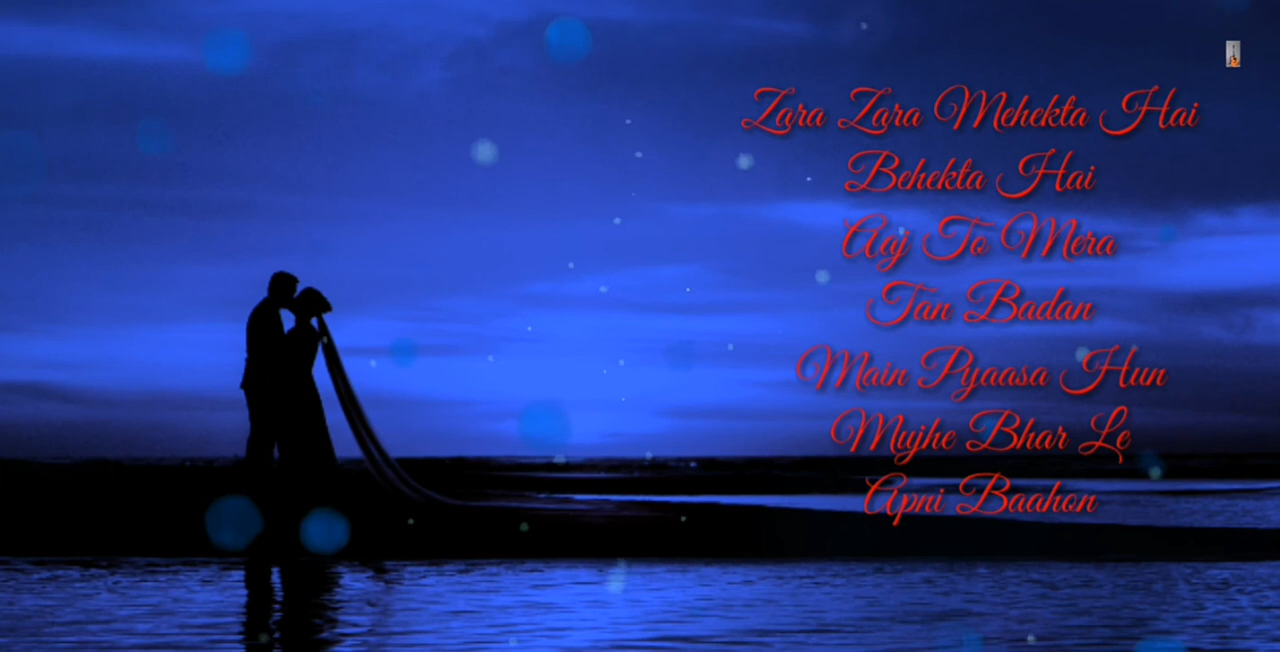 Zara Zara Mehekta Hai
Behekta Hai
Aaj To Mera
Tan Badan
Main Pyaasa Hun
Mujhe Bhar Le
Apni Baahon